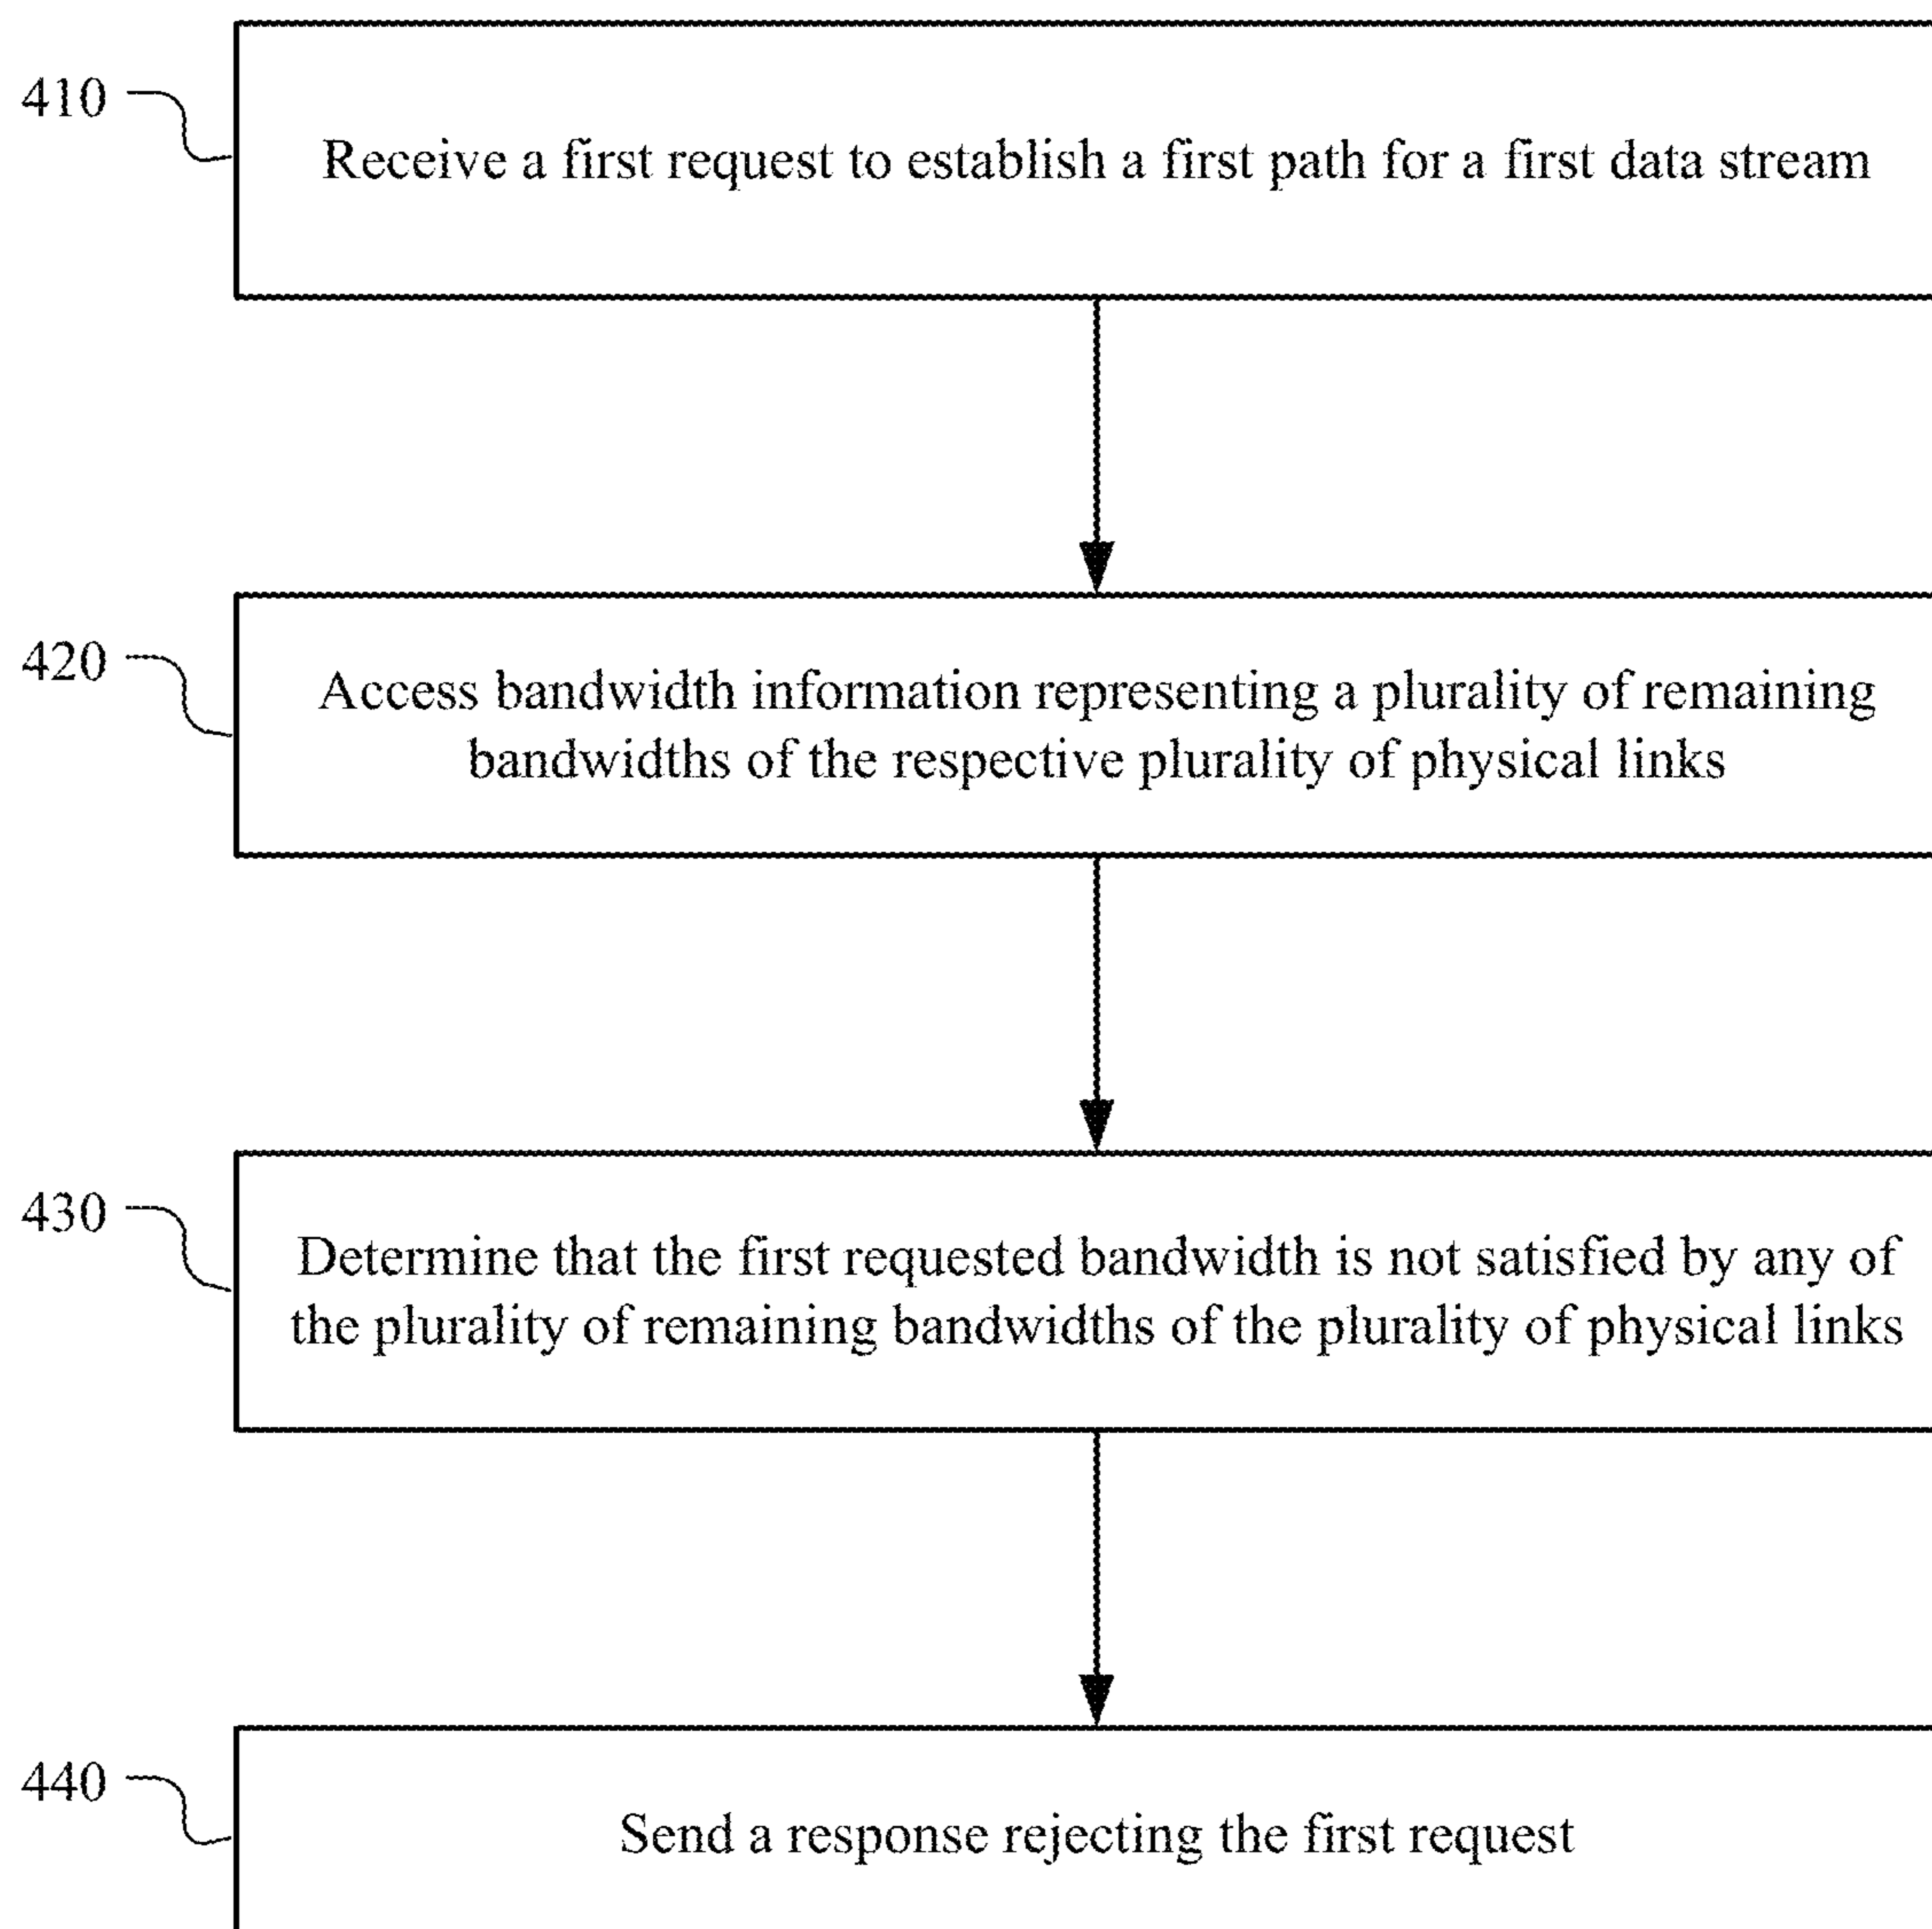 410
Receive a first request to establish a first path for a first data stream
420
Access bandwidth information representing a plurality of remaining
bandwidths of the respective plurality of physical links
430
Determine that the first requested bandwidth is not satisfied by any of
the plurality of remaining bandwidths of the plurality of physical links
440
Send a response rejecting the first request